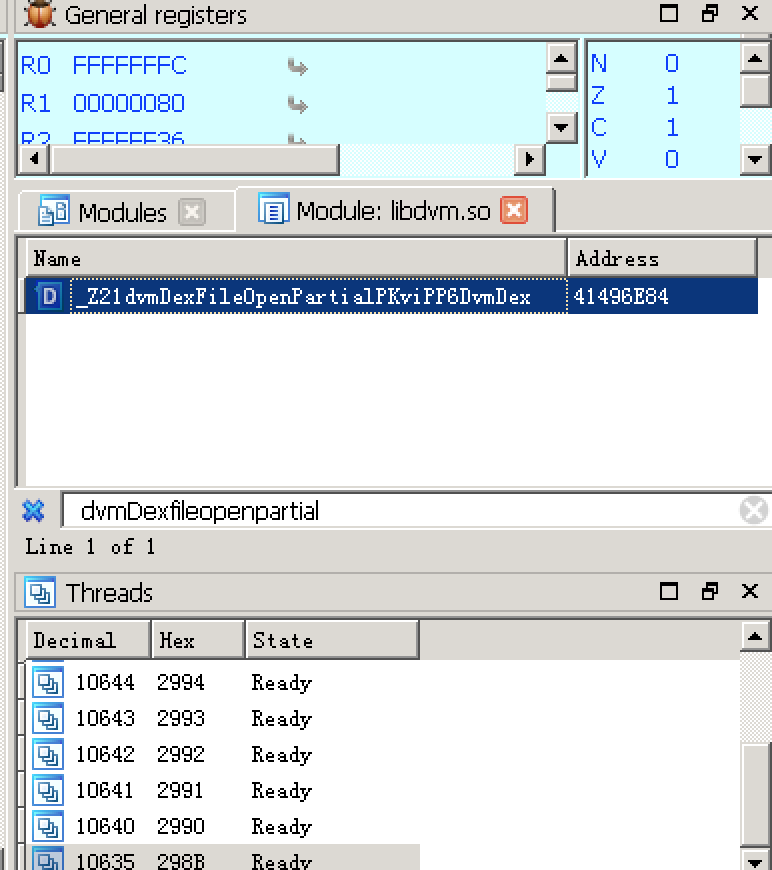 General registers
R0 FFFFFFFC
R1 00000080
R2 FFFFFF36
N 0
Z 1
C 1
V 0
Modules
Module: libdvm.so
Name Address
D _Z21dvmDexFileOpenPartialPKviPP6DvmDex 41496E84
dvmDexfileopenpartial
Line 1 of 1
Threads
Decimal Hex State
10644 2994 Ready
10643 2993 Ready
10642 2992 Ready
10641 2991 Ready
10640 2990 Ready
10635 298B Ready